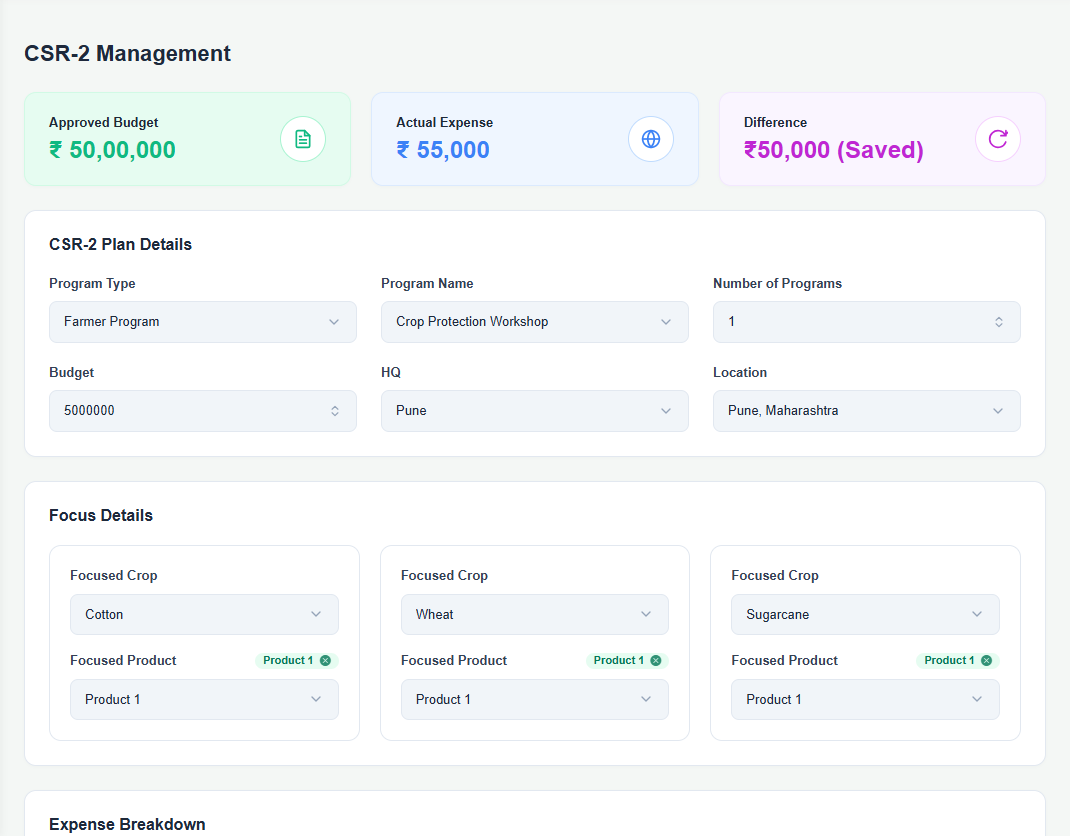 CSR-2 Management
Approved Budget
₹ 50,00,000
Actual Expense
₹ 55,000
Difference
₹50,000 (Saved)
CSR-2 Plan Details
Program Type
Program Name
Number of Programs
Farmer Program
Crop Protection Workshop
1
Budget
HQ
Location
5000000
Pune
Pune, Maharashtra
Focus Details
Focused Crop
Focused Crop
Focused Crop
Cotton
Wheat
Sugarcane
Focused Product Product 1
Focused Product Product 1
Focused Product Product 1
Product 1
Product 1
Product 1
Expense Breakdown